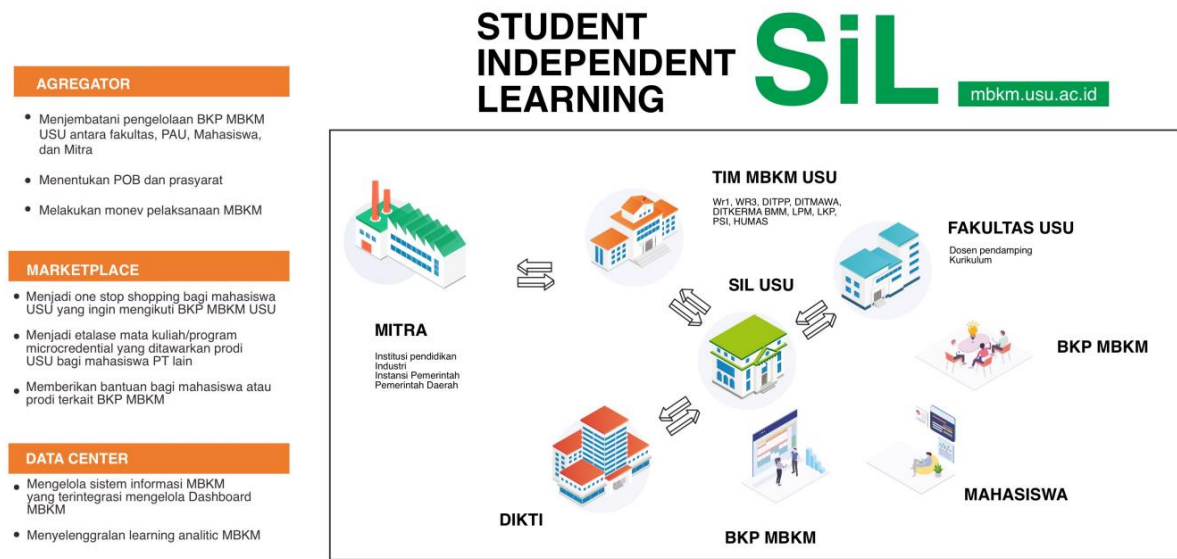 STUDENT
INDEPENDENT
LEARNING
SiL
mbkm.usu.ac.id
AGREGATOR
Menjembatani pengelolaan BKP MBKM
USU antara fakultas, PAU, Mahasiswa,
dan Mitra
Menentukan POB dan prasyarat
Melakukan monev pelaksanaan MBKM
MARKETPLACE
Menjadi one stop shopping bagi mahasiswa
USU yang ingin mengikuti BKP MBKM USU
Menjadi etalase mata kuliah/program
microcredential yang ditawarkan prodi
USU bagi mahasiswa PT lain
Memberikan bantuan bagi mahasiswa atau
prodi terkait BKP MBKM
DATA CENTER
Mengelola sistem informasi MBKM
yang terintegrasi mengelola Dashboard
MBKM
Menyelenggralan learning analitic MBKM
TIM MBKM USU
Wr1, WR3, DITPP, DITMAWA,
DITKERMA BMM, LPM, LKP,
PSI, HUMAS
FAKULTAS USU
Dosen pendamping
Kurikulum
SIL USU
MITRA
Institusi pendidikan
Industri
Instansi Pemerintah
Pemerintah Daerah
BKP MBKM
MAHASISWA
DIKTI
BKP MBKM